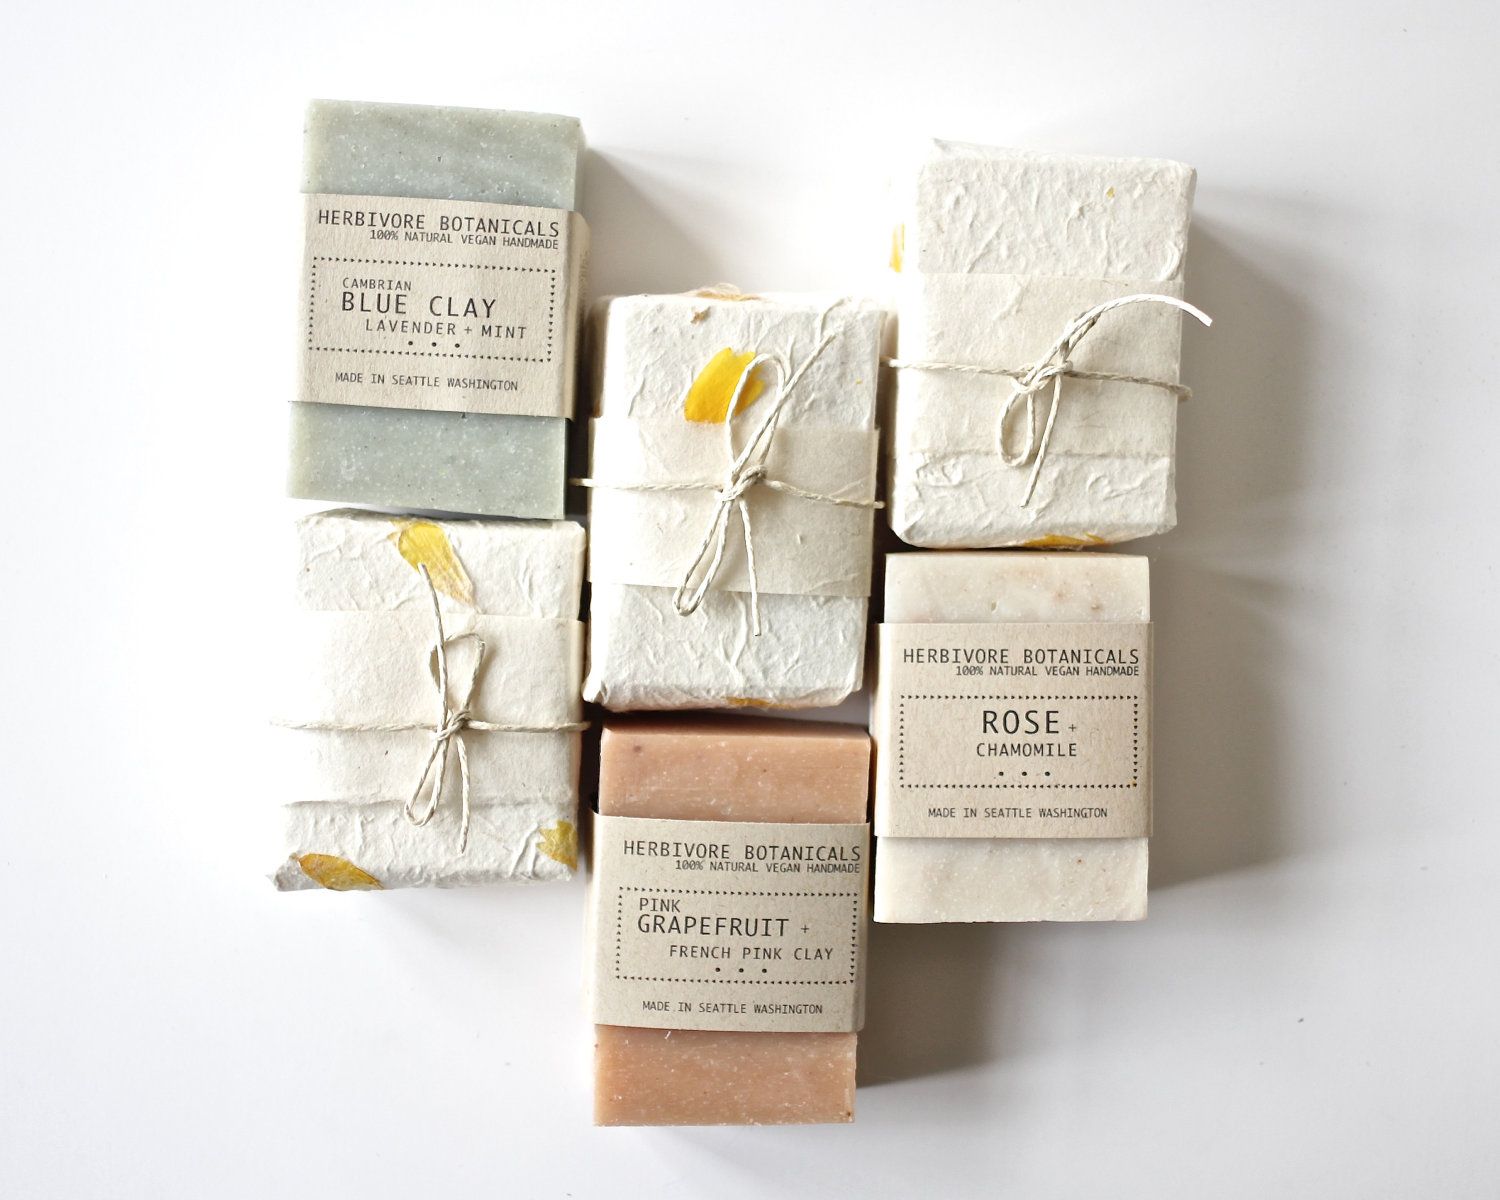 HERBIVORE BOTANICALS
100% NATURAL VEGAN HANDMADE
CAMBRIAN
BLUE CLAY
LAVENDER + MINT
MADE IN SEATTLE WASHINGTON
HERBIVORE BOTANICALS
100% NATURAL VEGAN HANDMADE
ROSE +
CHAMOMILE
MADE IN SEATTLE WASHINGTON
HERBIVORE BOTANICALS
100% NATURAL VEGAN HANDMADE
PINK
GRAPEFRUIT +
FRENCH PINK CLAY
MADE IN SEATTLE WASHINGTON